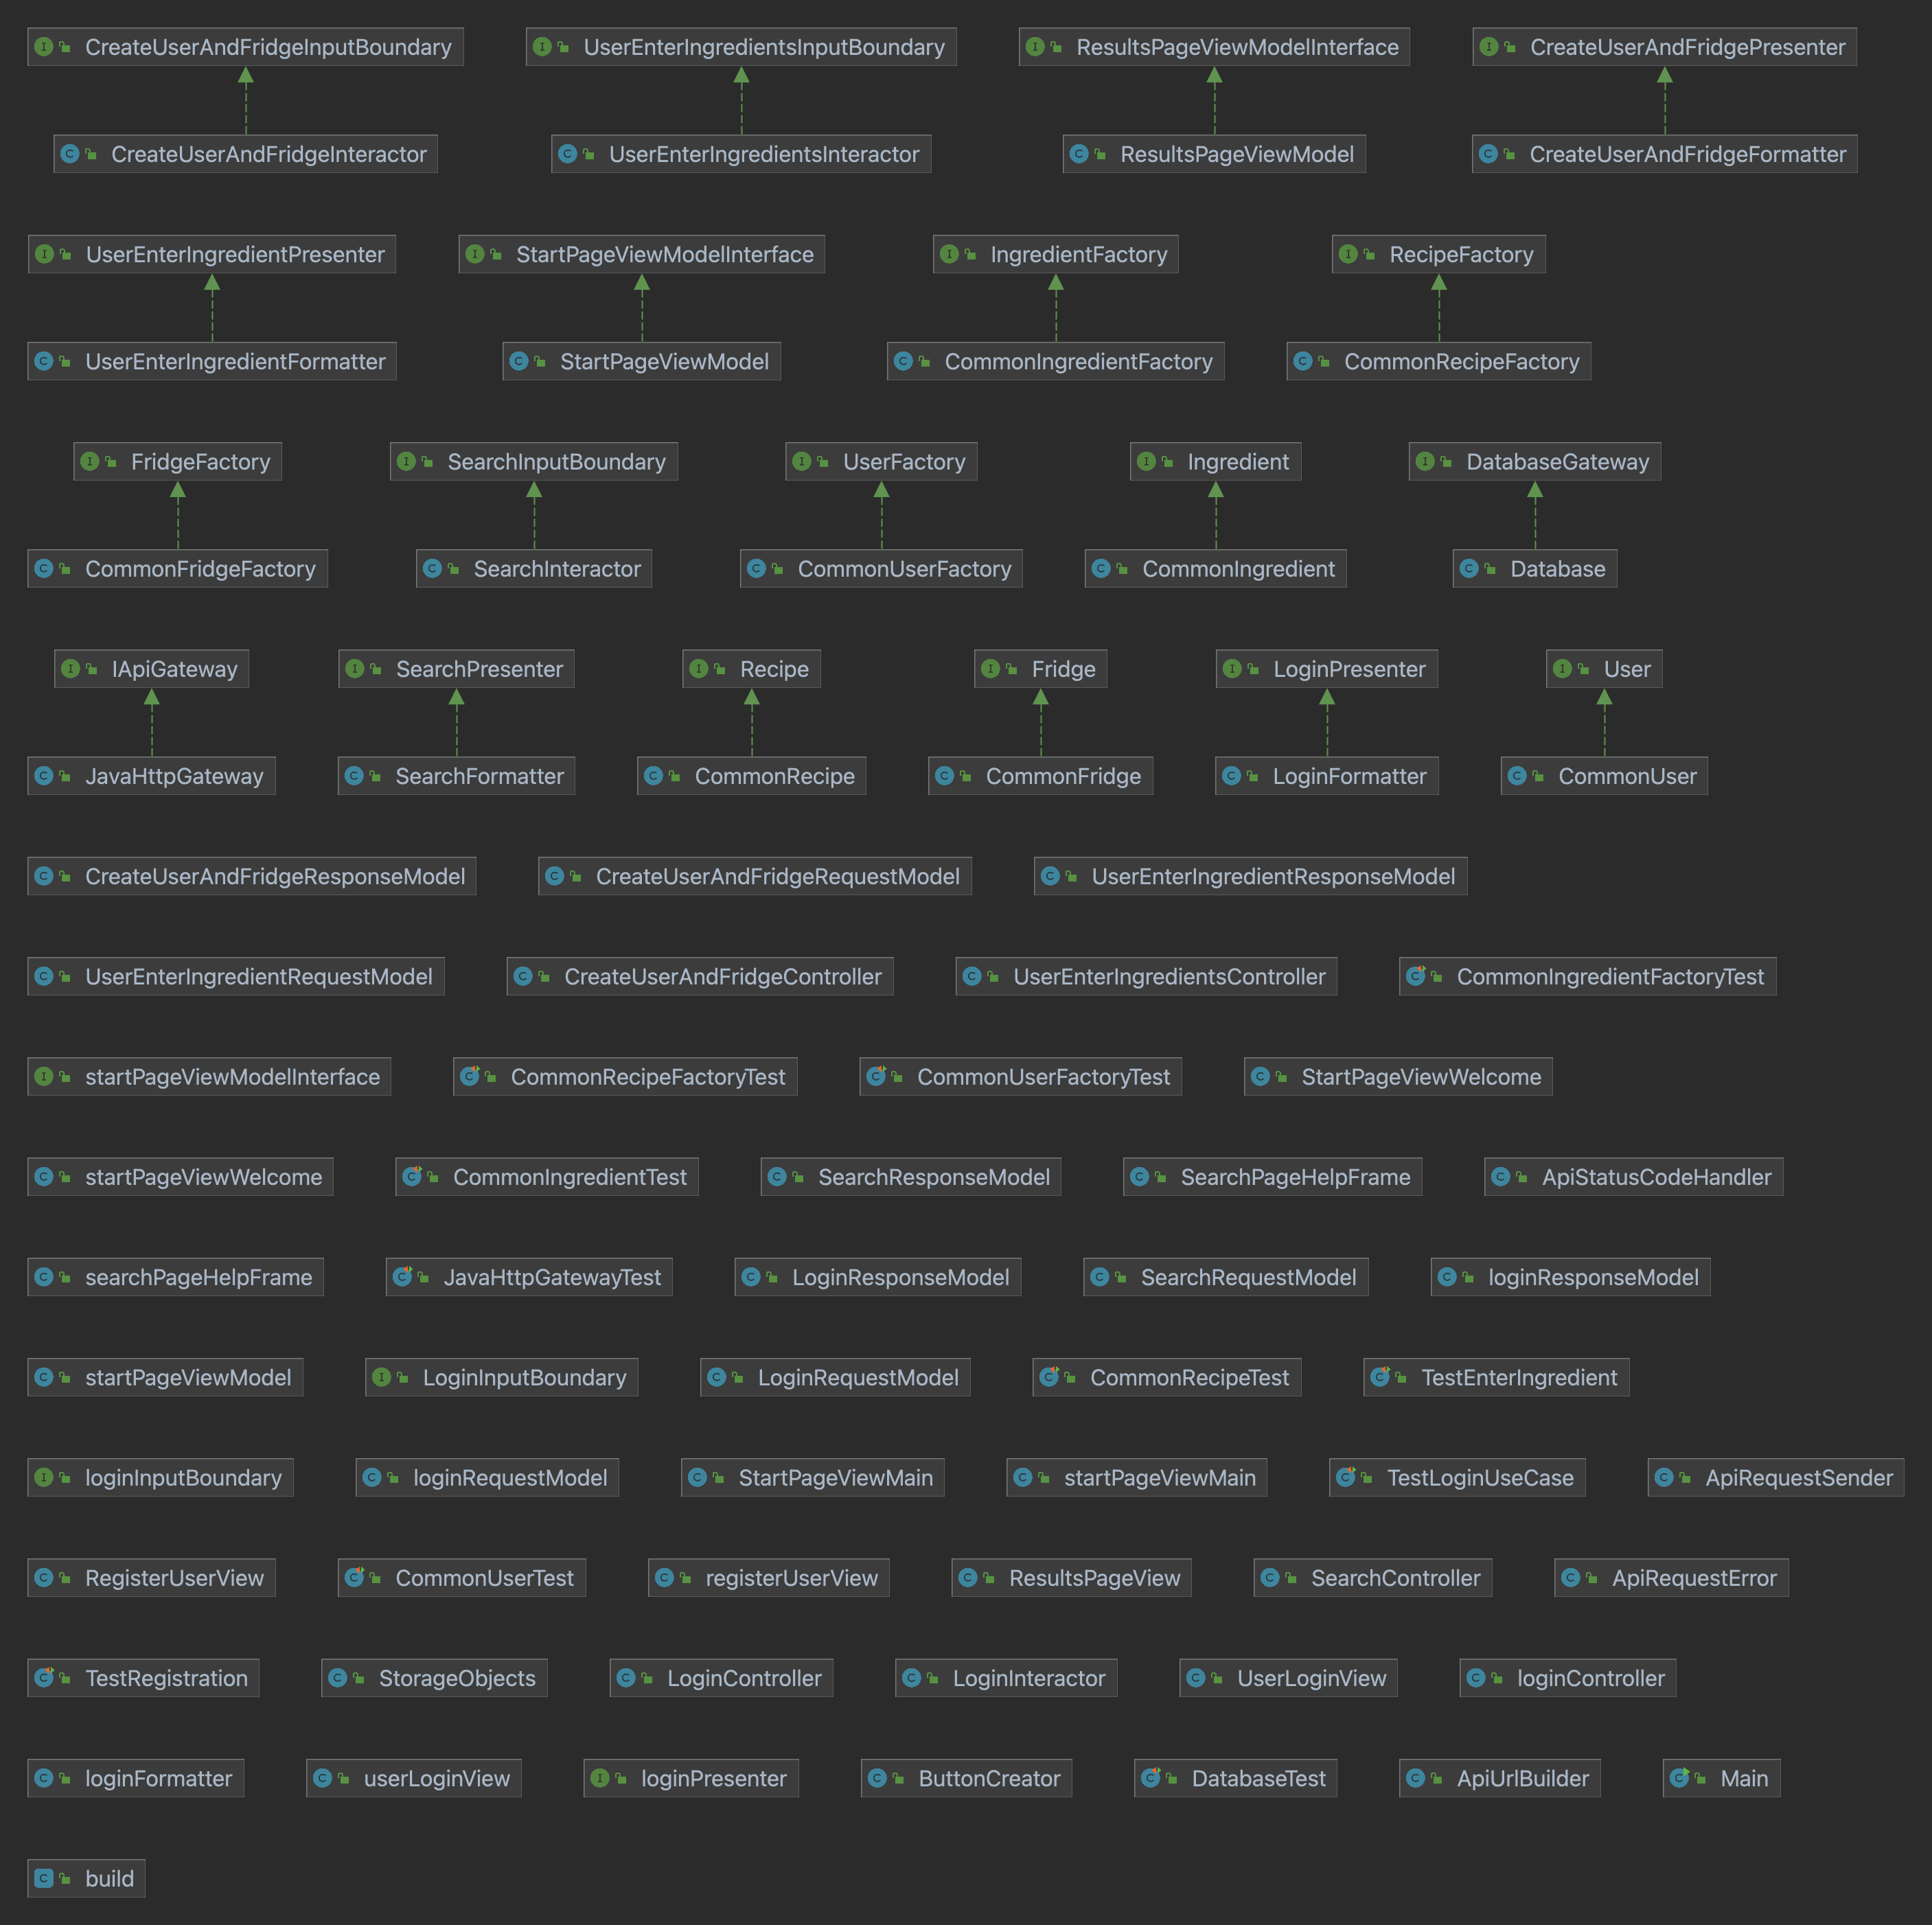 CreateUserAndFridgeInputBoundary UserEnterIngredientsInputBoundary ResultsPageViewModelInterface CreateUserAndFridgePresenter
CreateUserAndFridgeInteractor UserEnterIngredientsInteractor ResultsPageViewModel CreateUserAndFridgeFormatter
UserEnterIngredientPresenter StartPageViewModelInterface IngredientFactory RecipeFactory
UserEnterIngredientFormatter StartPageViewModel CommonIngredientFactory CommonRecipeFactory
FridgeFactory SearchInputBoundary UserFactory Ingredient DatabaseGateway
CommonFridgeFactory SearchInteractor CommonUserFactory CommonIngredient Database
IApiGateway SearchPresenter Recipe Fridge LoginPresenter User
JavaHttpGateway SearchFormatter CommonRecipe CommonFridge LoginFormatter CommonUser
CreateUserAndFridgeResponseModel CreateUserAndFridgeRequestModel UserEnterIngredientResponseModel
UserEnterIngredientRequestModel CreateUserAndFridgeController UserEnterIngredientsController CommonIngredientFactoryTest
startPageViewModelInterface CommonRecipeFactoryTest CommonUserFactoryTest StartPageViewWelcome
startPageViewWelcome CommonIngredientTest SearchResponseModel SearchPageHelpFrame ApiStatusCodeHandler
searchPageHelpFrame JavaHttpGatewayTest LoginResponseModel SearchRequestModel loginResponseModel
startPageViewModel LoginInputBoundary LoginRequestModel CommonRecipeTest TestEnterIngredient
loginInputBoundary loginRequestModel StartPageViewMain startPageViewMain TestLoginUseCase ApiRequestSender
RegisterUserView CommonUserTest registerUserView ResultsPageView SearchController ApiRequestError
TestRegistration StorageObjects LoginController LoginInteractor UserLoginView loginController
loginFormatter userLoginView loginPresenter ButtonCreator DatabaseTest ApiUrlBuilder Main
build